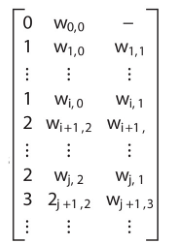 0 w0,0 –
1 w1,0 w1,1
⋮ ⋮ ⋮
1 wi,0 wi,1
2 wi+1,2 wi+1,
⋮ ⋮ ⋮
2 wj,2 wj,1
3 2j+1,2 wj+1,3
⋮ ⋮ ⋮